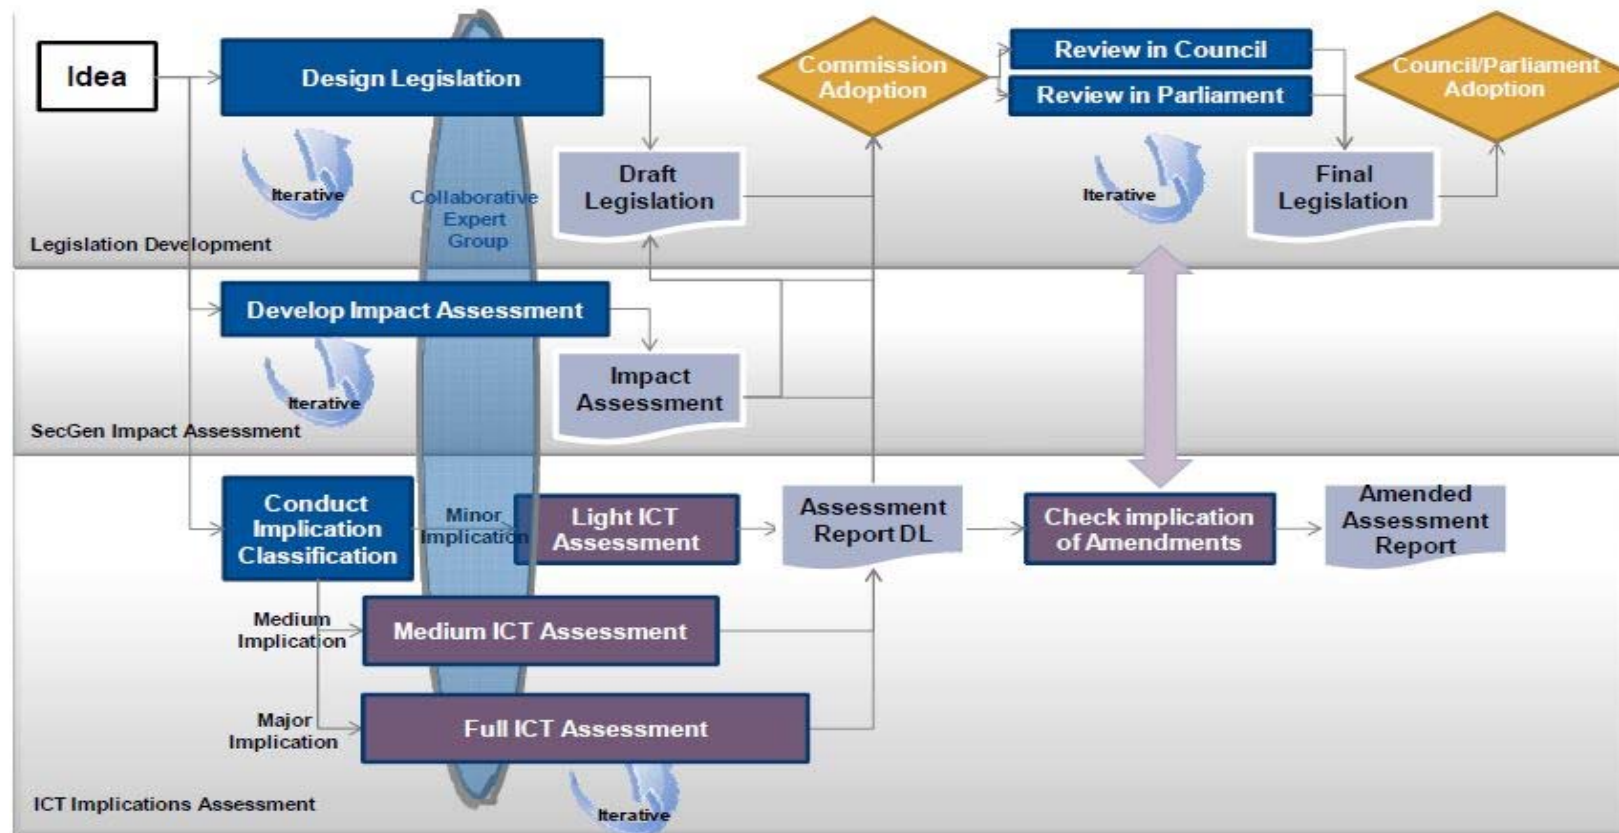 Idea
Design Legislation
Commission
Adoption
Review in Council
Review in Parliament
Council/Parliament
Adoption
Iterative
Collaborative
Expert
Group
Draft
Legislation
Iterative
Final
Legislation
Legislation Development
Develop Impact Assessment
Iterative
Impact
Assessment
SecGen Impact Assessment
Conduct
Implication
Classification
Minor
Implication
Light ICT
Assessment
Assessment
Report DL
Check implication
of Amendments
Amended
Assessment
Report
Medium
Implication
Medium ICT Assessment
Major
Implication
Full ICT Assessment
Iterative
ICT Implications Assessment